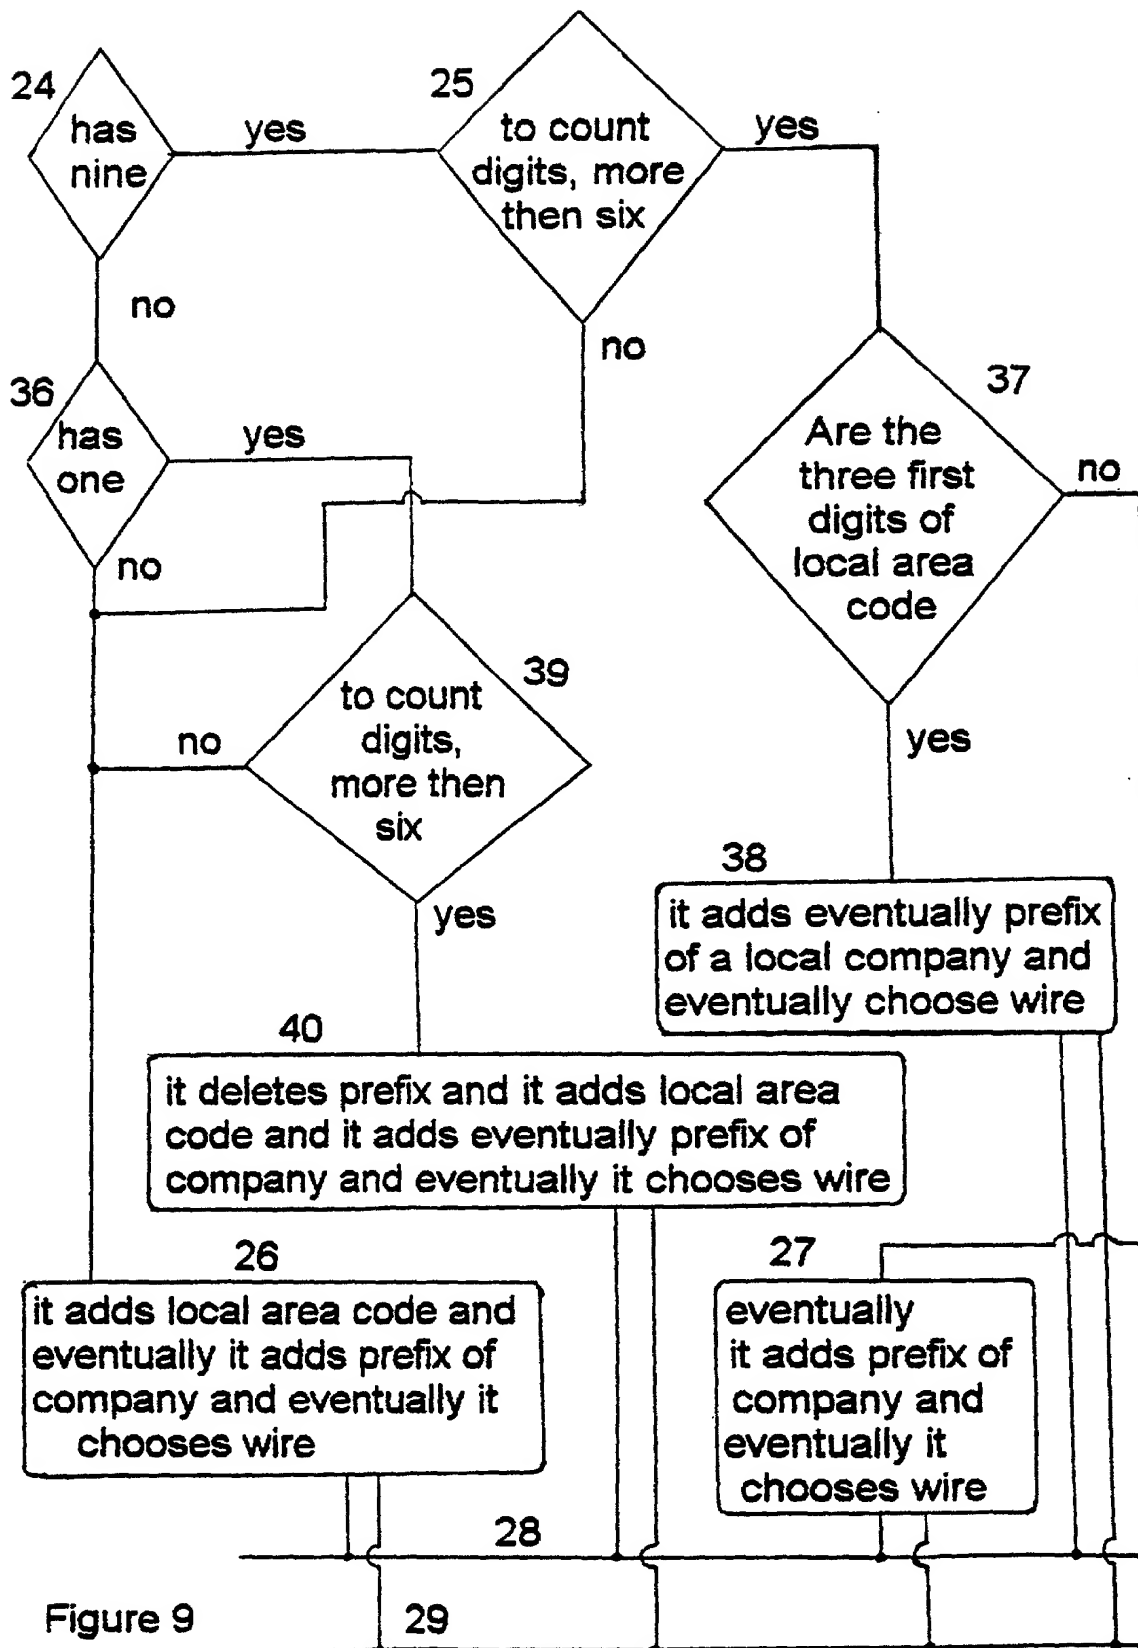 24
has
nine
yes
25
to count
digits, more
then six
yes
no
no
36
has
one
yes
no
37
Are the
three first
digits of
local area
code
no
39
to count
digits,
more then
six
no
yes
yes
38
it adds eventually prefix
of a local company and
eventually choose wire
40
it deletes prefix and it adds local area
code and it adds eventually prefix of
company and eventually it chooses wire
26
it adds local area code and
eventually it adds prefix of
company and eventually it
chooses wire
27
eventually
it adds prefix of
company and
eventually it
chooses wire
28
Figure 9
29